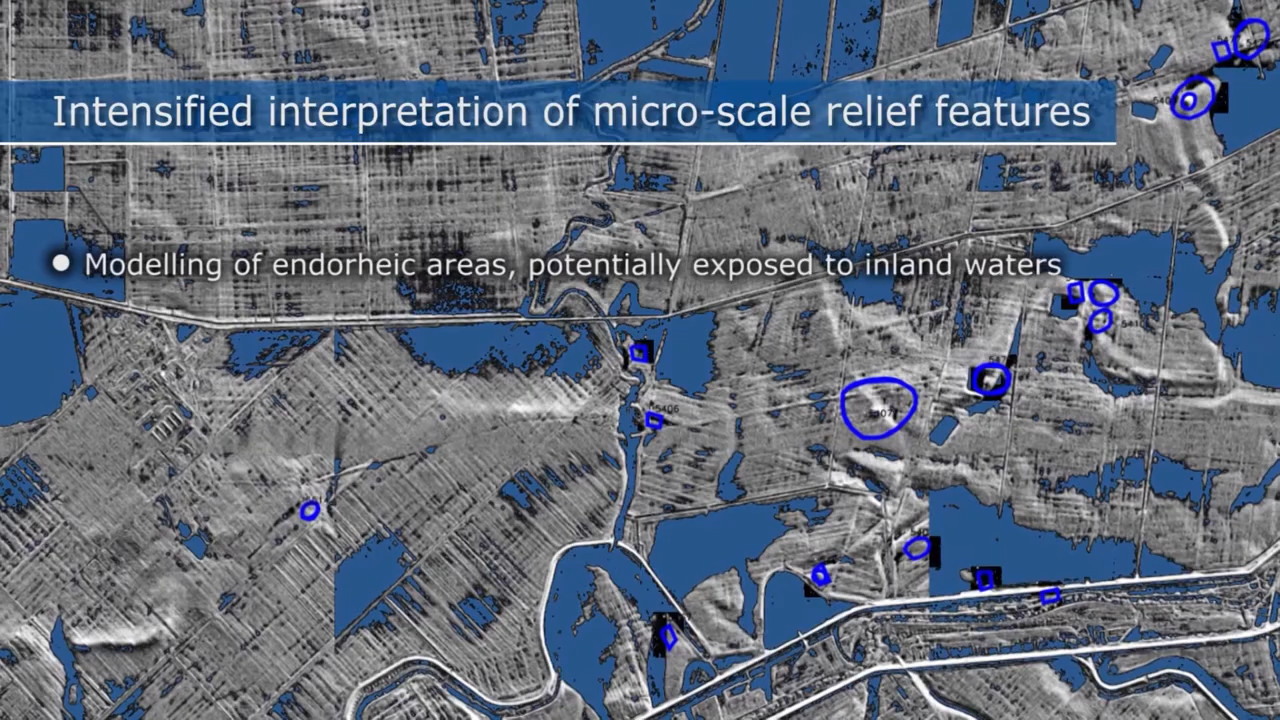 Intensified interpretation of micro-scale relief features
Modelling of endorheic areas, potentially exposed to inland waters